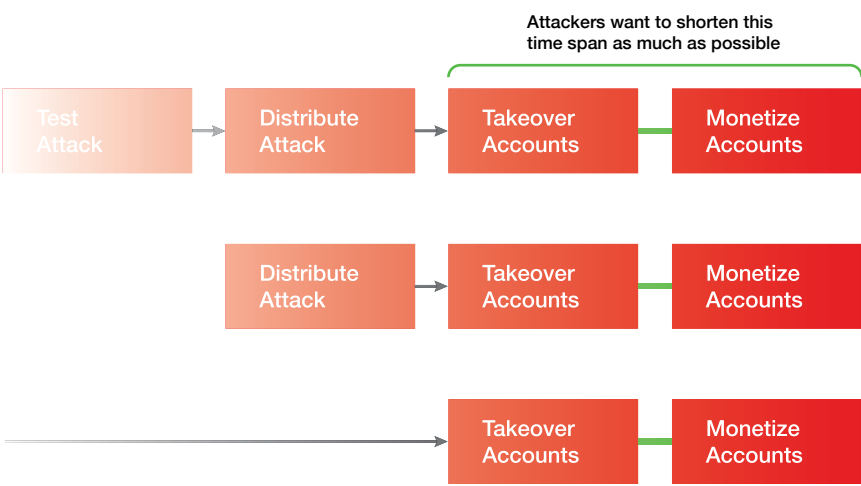 Attackers want to shorten this
time span as much as possible
Test
Attack
Distribute
Attack
Takeover
Accounts
Monetize
Accounts
Distribute
Attack
Takeover
Accounts
Monetize
Accounts
Takeover
Accounts
Monetize
Accounts